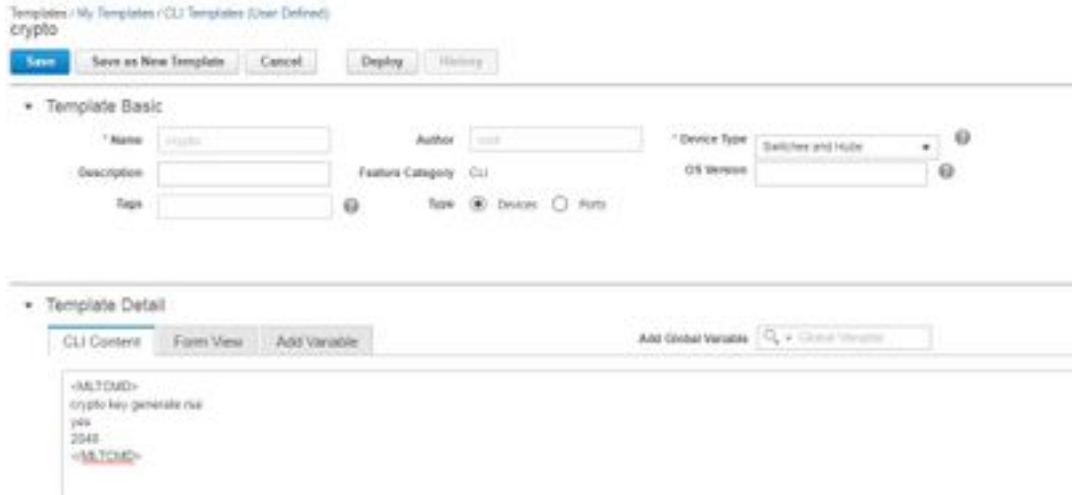 Templates / My Templates / CLI Templates (User Defined)
crypto
Save Save as New Template Cancel Deploy History
Template Basic
* Name crypto Author root * Device Type Switches and Hubs
Description Feature Category CLI OS Version
Tags Type Devices Ports
Template Detail
CLI Content Form View Add Variable Add Global Variable Global Variable
<MLTCMD>
crypto key generate rsa
yes
2048
</MLTCMD>